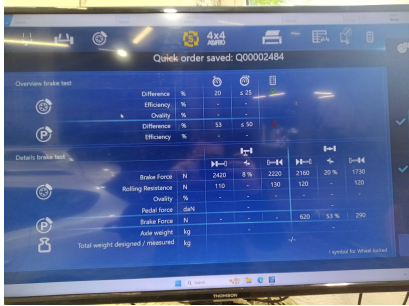 4x4
Quick order saved: Q00002484
Overview brake test
Difference % 20 ≤ 25
Efficiency % - -
Ovality % - -
Difference % 53 ≤ 50
Efficiency % - -
Details brake test
Brake Force N 2420 8 % 2220 2160 20 % 1730
Rolling Resistance N 110 - 130 120 - 120
Ovality % - - - - - -
Pedal force daN
Brake Force N - - - 620 53 % 290
Axle weight kg - -
Total weight designed / measured kg -/-
! symbol for Wheel locked
THOMSON